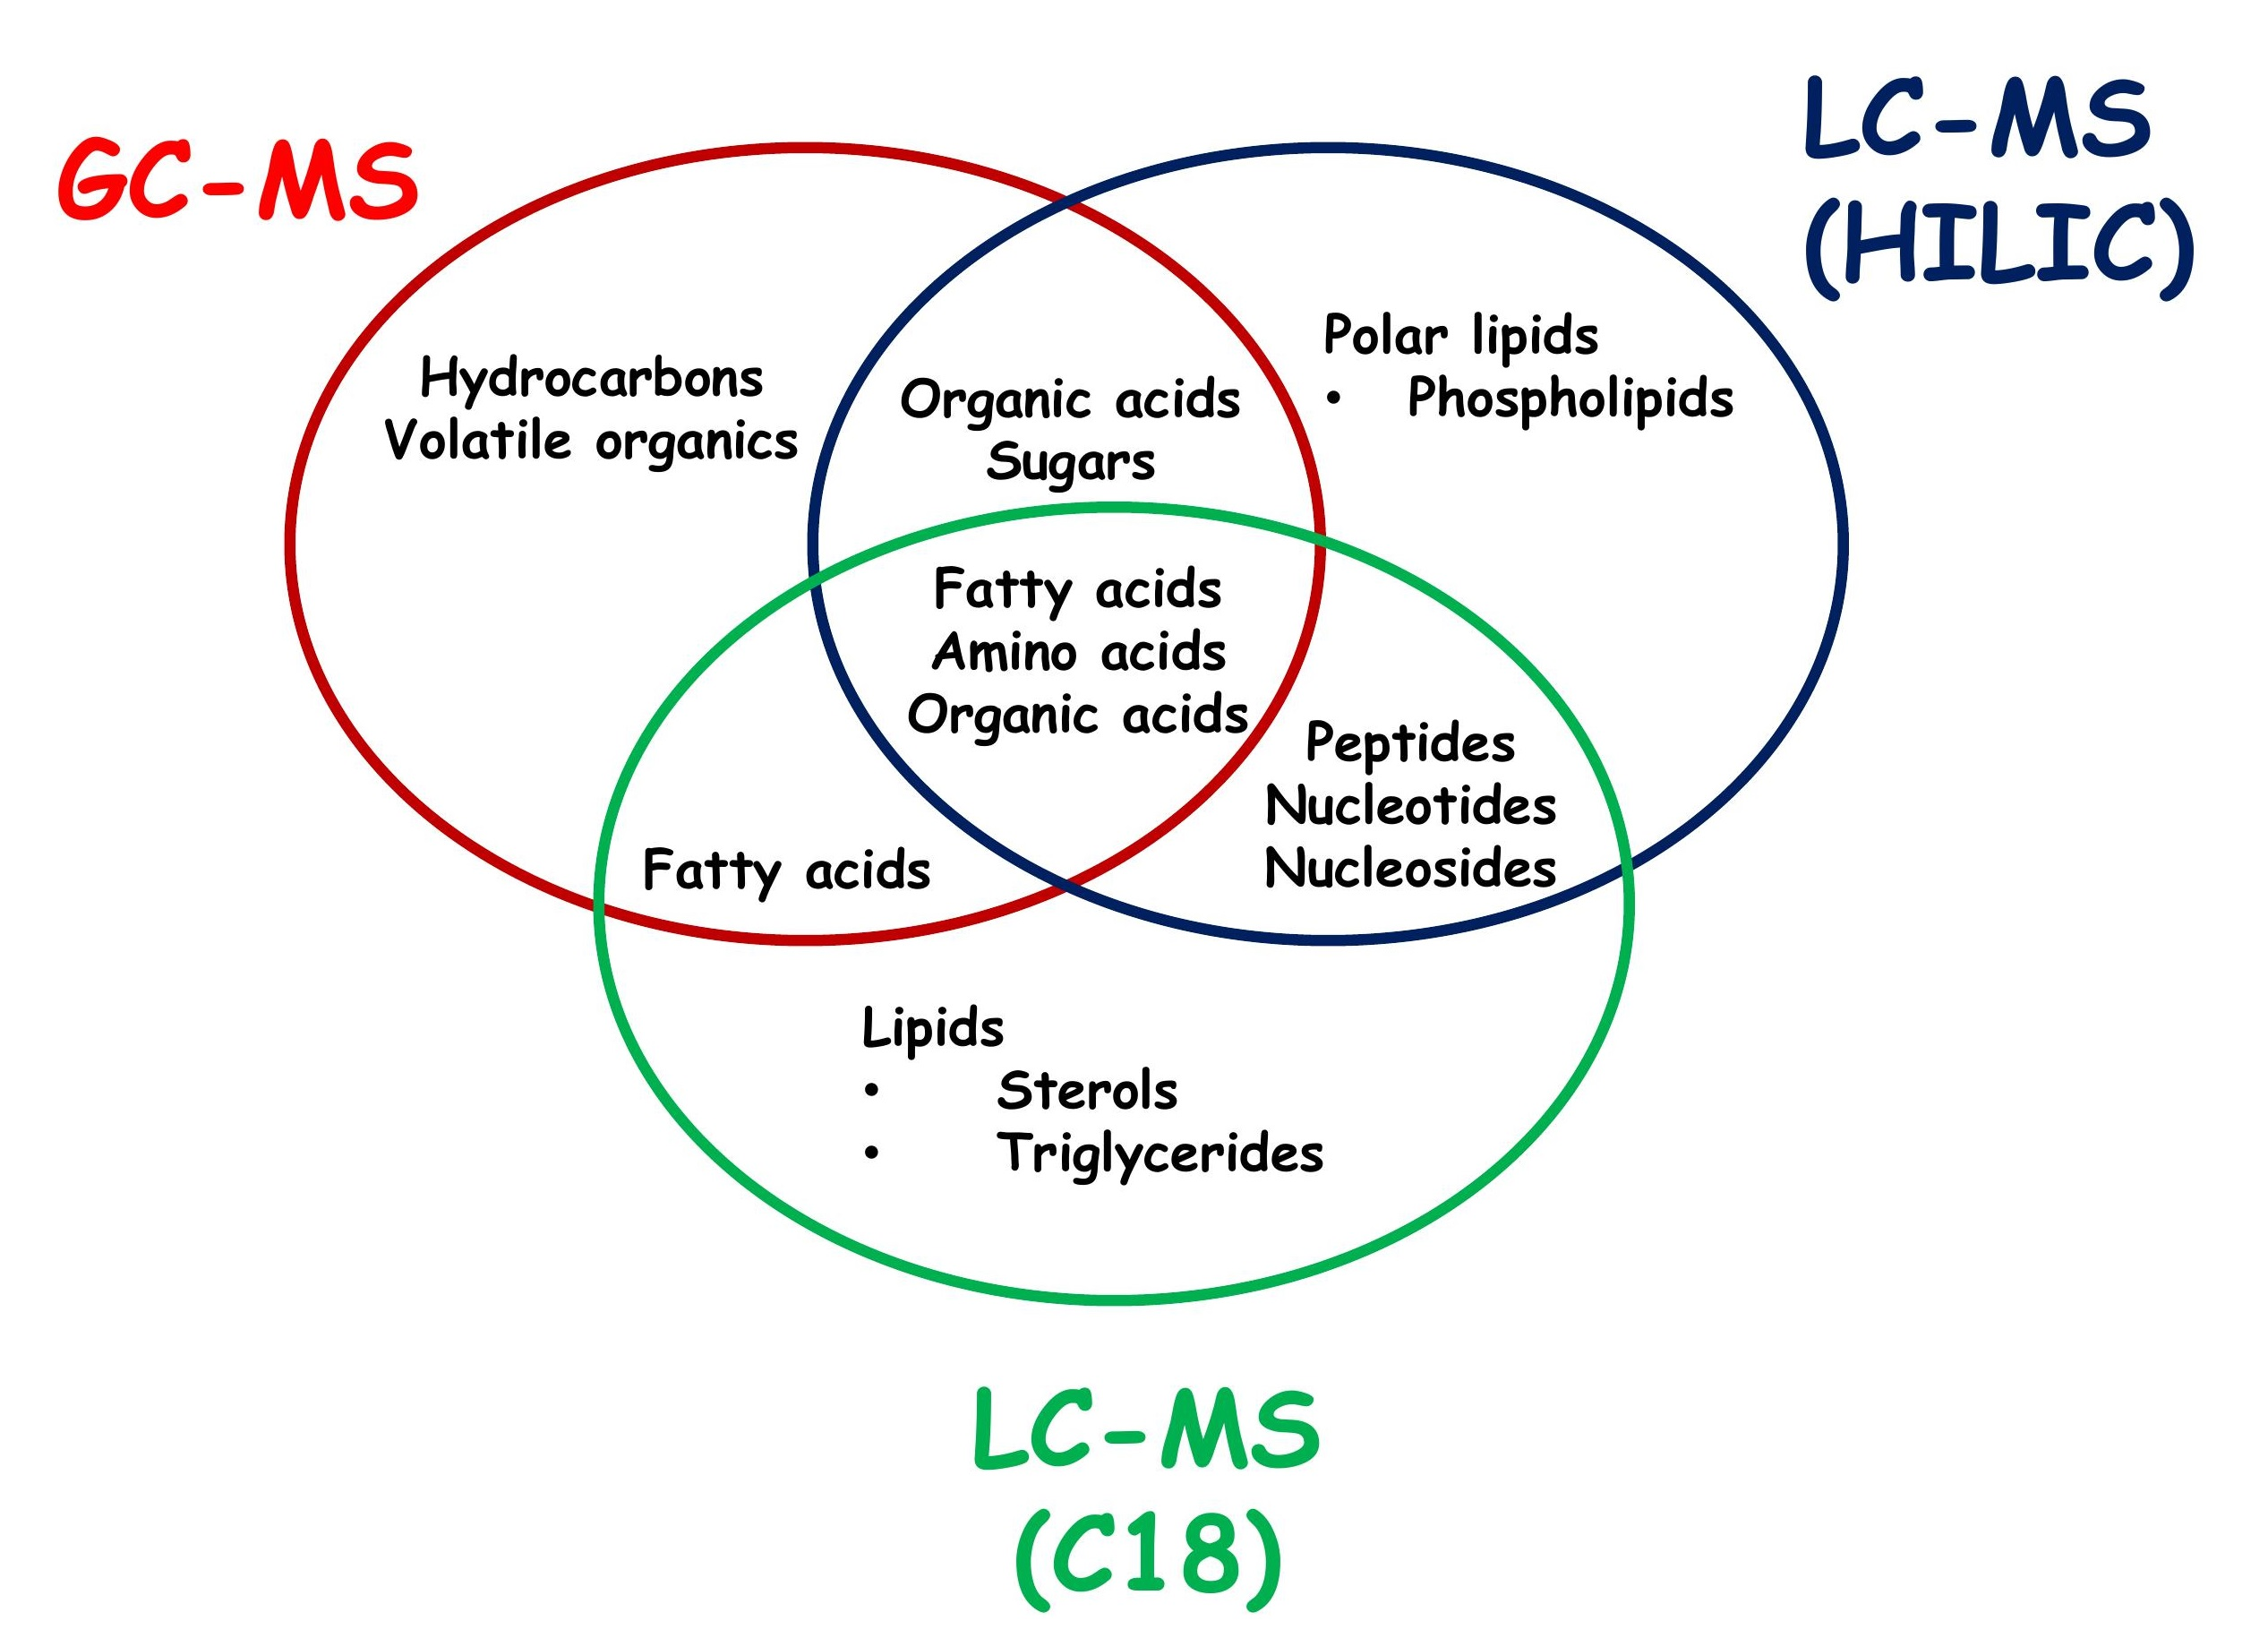 GC-MS
LC-MS
(HILIC)
Hydrocarbons
Volatile organics
Organic acids
Sugars
Polar lipids
• Phospholipids
Fatty acids
Amino acids
Organic acids
Peptides
Nucleotides
Nucleosides
Fatty acids
Lipids
• Sterols
• Triglycerides
LC-MS
(C18)